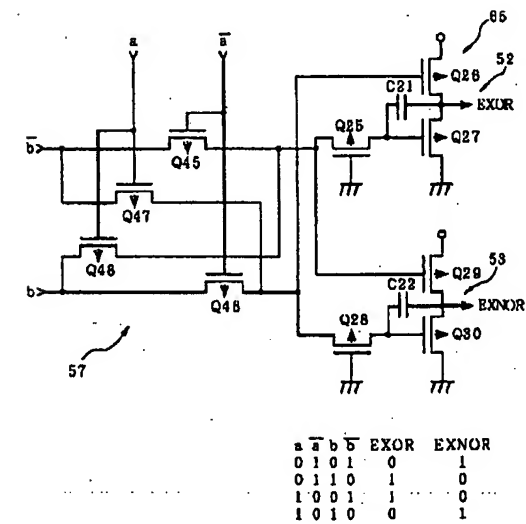 a a̅
52
C21 Q26
EXOR
Q25 Q27
b̅ Q45
Q47
Q48
b Q46
53
C22 Q29
EXNOR
Q28 Q30
57
a a̅ b b̅ EXOR EXNOR
0 1 0 1 0 1
0 1 1 0 1 0
1 0 0 1 1 0
1 0 1 0 0 1